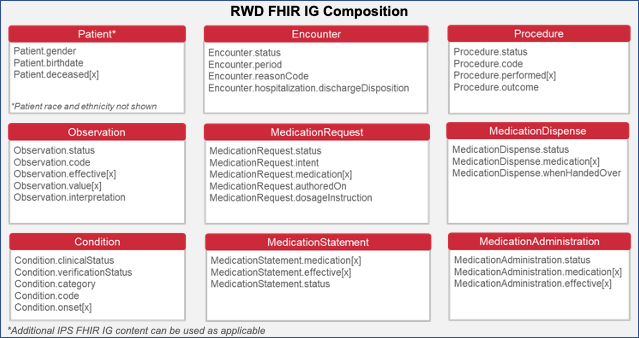 RWD FHIR IG Composition
Patient*
Patient.gender
Patient.birthdate
Patient.deceased[x]
*Patient race and ethnicity not shown
Encounter
Encounter.status
Encounter.period
Encounter.reasonCode
Encounter.hospitalization.dischargeDisposition
Procedure
Procedure.status
Procedure.code
Procedure.performed[x]
Procedure.outcome
Observation
Observation.status
Observation.code
Observation.effective[x]
Observation.value[x]
Observation.interpretation
MedicationRequest
MedicationRequest.status
MedicationRequest.intent
MedicationRequest.medication[x]
MedicationRequest.authoredOn
MedicationRequest.dosageInstruction
MedicationDispense
MedicationDispense.status
MedicationDispense.medication[x]
MedicationDispense.whenHandedOver
Condition
Condition.clinicalStatus
Condition.verificationStatus
Condition.category
Condition.code
Condition.onset[x]
MedicationStatement
MedicationStatement.medication[x]
MedicationStatement.effective[x]
MedicationStatement.status
MedicationAdministration
MedicationAdministration.status
MedicationAdministration.medication[x]
MedicationAdministration.effective[x]
*Additional IPS FHIR IG content can be used as applicable